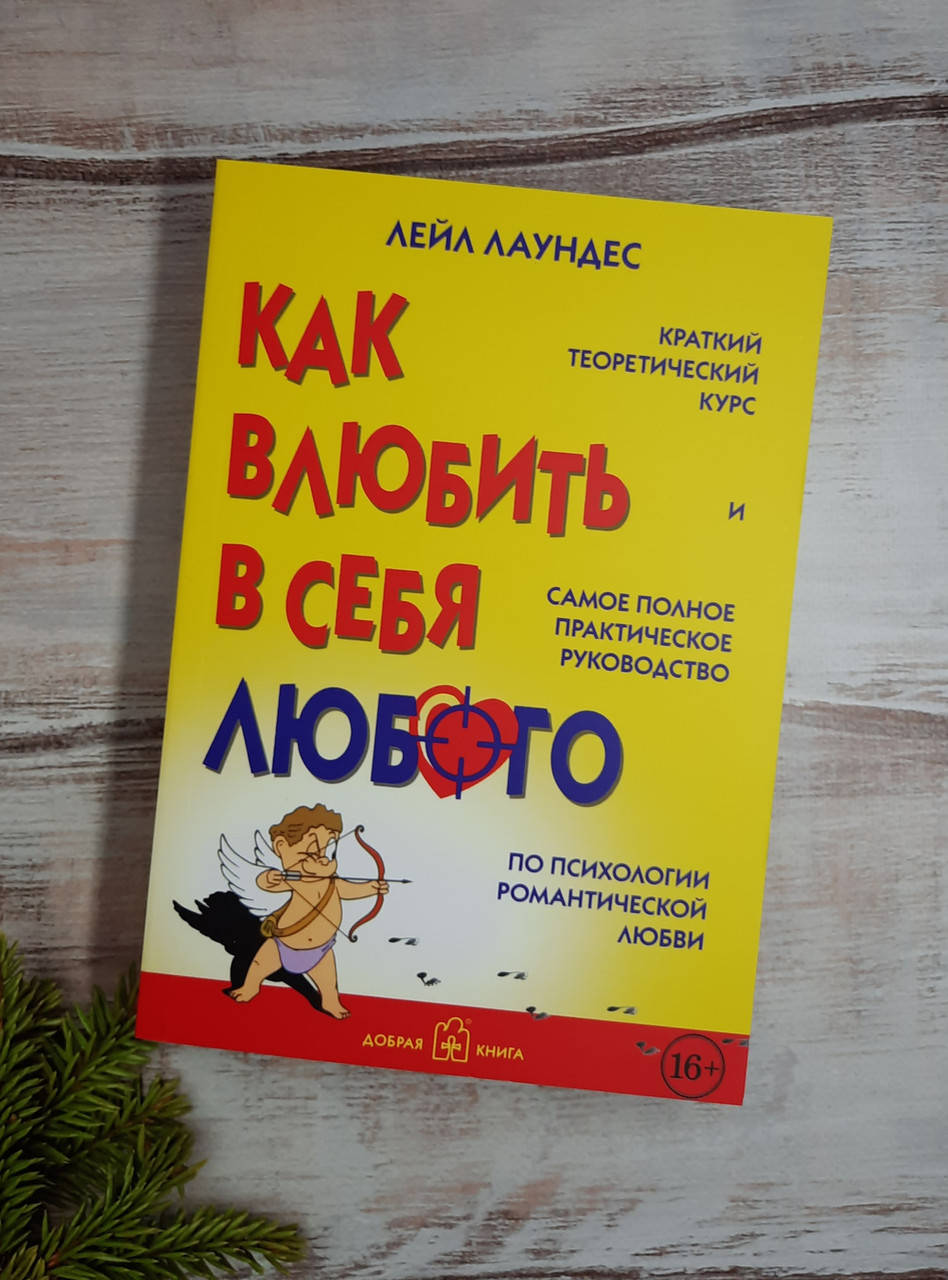 ЛЕЙЛ ЛАУНДЕС
КАК
ВЛЮБИТЬ
В СЕБЯ
ЛЮБОГО
КРАТКИЙ
ТЕОРЕТИЧЕСКИЙ
КУРС
И
САМОЕ ПОЛНОЕ
ПРАКТИЧЕСКОЕ
РУКОВОДСТВО
ПО ПСИХОЛОГИИ
РОМАНТИЧЕСКОЙ
ЛЮБВИ
ДОБРАЯ ® КНИГА
16+